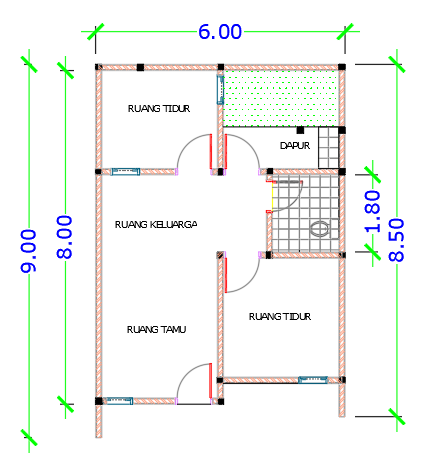 6.00
RUANG TIDUR
DAPUR
RUANG KELUARGA
1.80
8.00
8.50
9.00
RUANG TIDUR
RUANG TAMU